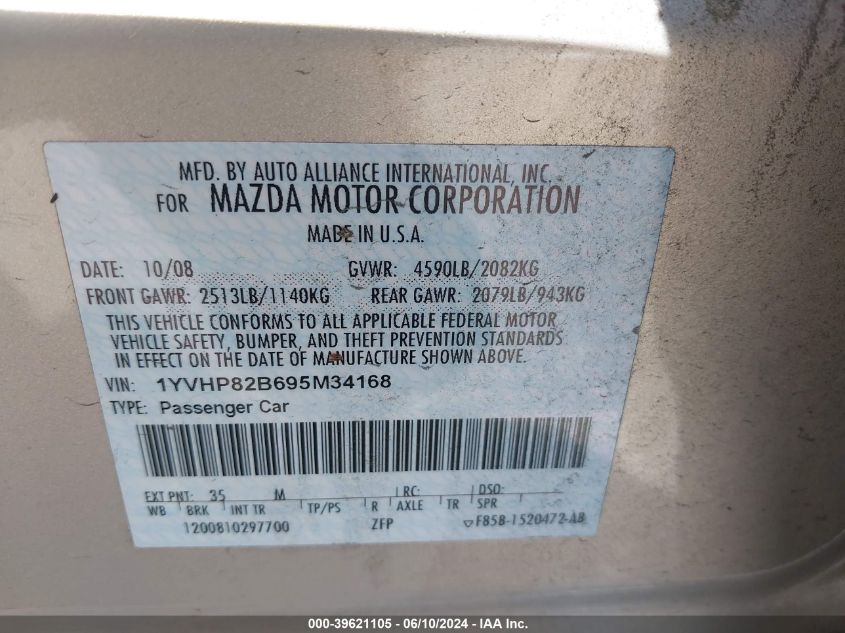 MFD. BY AUTO ALLIANCE INTERNATIONAL, INC.
FOR MAZDA MOTOR CORPORATION
MADE IN U.S.A.
DATE: 10/08 GVWR: 4590LB/2082KG
FRONT GAWR: 2513LB/1140KG REAR GAWR: 2079LB/943KG
THIS VEHICLE CONFORMS TO ALL APPLICABLE FEDERAL MOTOR
VEHICLE SAFETY, BUMPER, AND THEFT PREVENTION STANDARDS
IN EFFECT ON THE DATE OF MANUFACTURE SHOWN ABOVE.
VIN: 1YVHP82B695M34168
TYPE: Passenger Car
EXT PNT: 35 M RC: DSO:
WB BRK INT TR TP/PS R AXLE TR SPR
1200810297700 ZFP F85B-1520472-AB
000-39621105 - 06/10/2024 - IAA Inc.